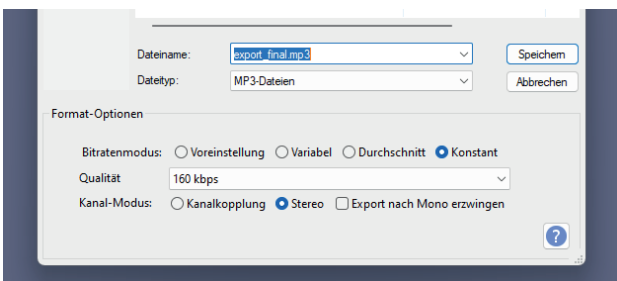 Dateiname: export_final.mp3 Speichern
Dateityp: MP3-Dateien Abbrechen
Format-Optionen
Bitratenmodus: Voreinstellung Variabel Durchschnitt Konstant
Qualität 160 kbps
Kanal-Modus: Kanalkopplung Stereo Export nach Mono erzwingen
?